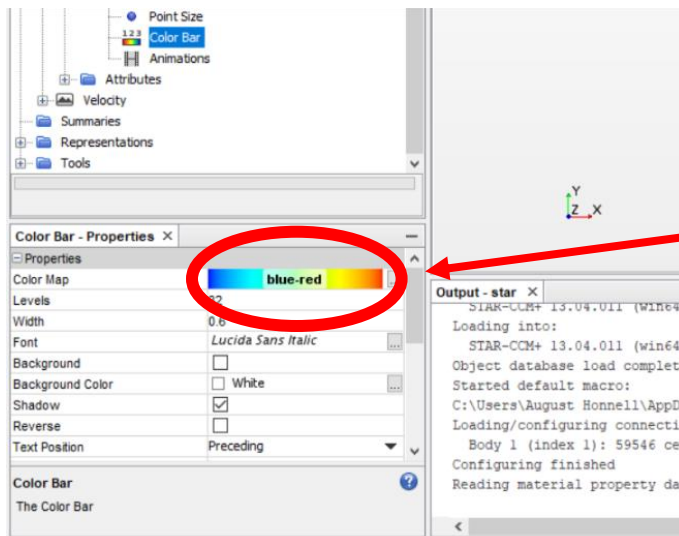 Point Size
123 Color Bar
Animations
Attributes
Velocity
Summaries
Representations
Tools
Y
Z X
Color Bar - Properties
Properties
Color Map blue-red
Levels
Width 0.6
Font Lucida Sans Italic ...
Background
Background Color White ...
Shadow
Reverse
Text Position Preceding
Color Bar
The Color Bar
Output - star
STAR-CCM+ 13.04.011 (win64
Loading into:
STAR-CCM+ 13.04.011 (win64
Object database load complet
Started default macro:
C:\Users\August Honnell\AppD
Loading/configuring connecti
Body 1 (index 1): 59546 ce
Configuring finished
Reading material property da